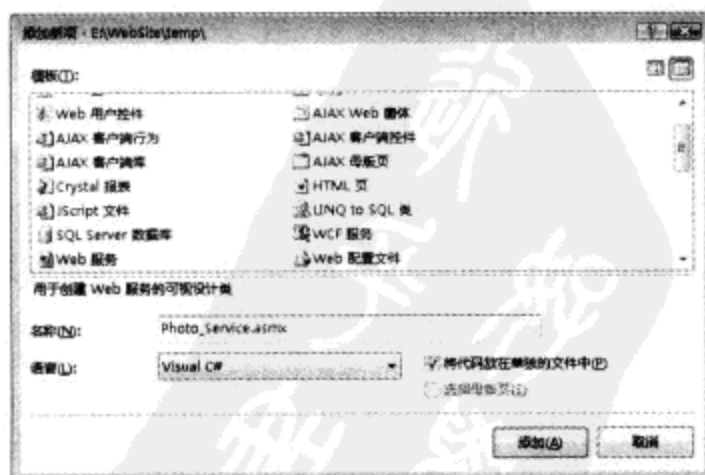 添加新项 - E:\WebSite\temp\
模板(T):
Web 用户控件
AJAX Web 窗体
AJAX 客户端行为
AJAX 客户端控件
AJAX 客户端库
AJAX 母版页
Crystal 报表
HTML 页
JScript 文件
LINQ to SQL 类
SQL Server 数据库
WCF 服务
Web 服务
Web 配置文件
用于创建 Web 服务的可视设计类
名称(N):
Photo_Service.asmx
语言(L):
Visual C#
将代码放在单独的文件中(P)
选择母版页(S)
添加(A)
取消